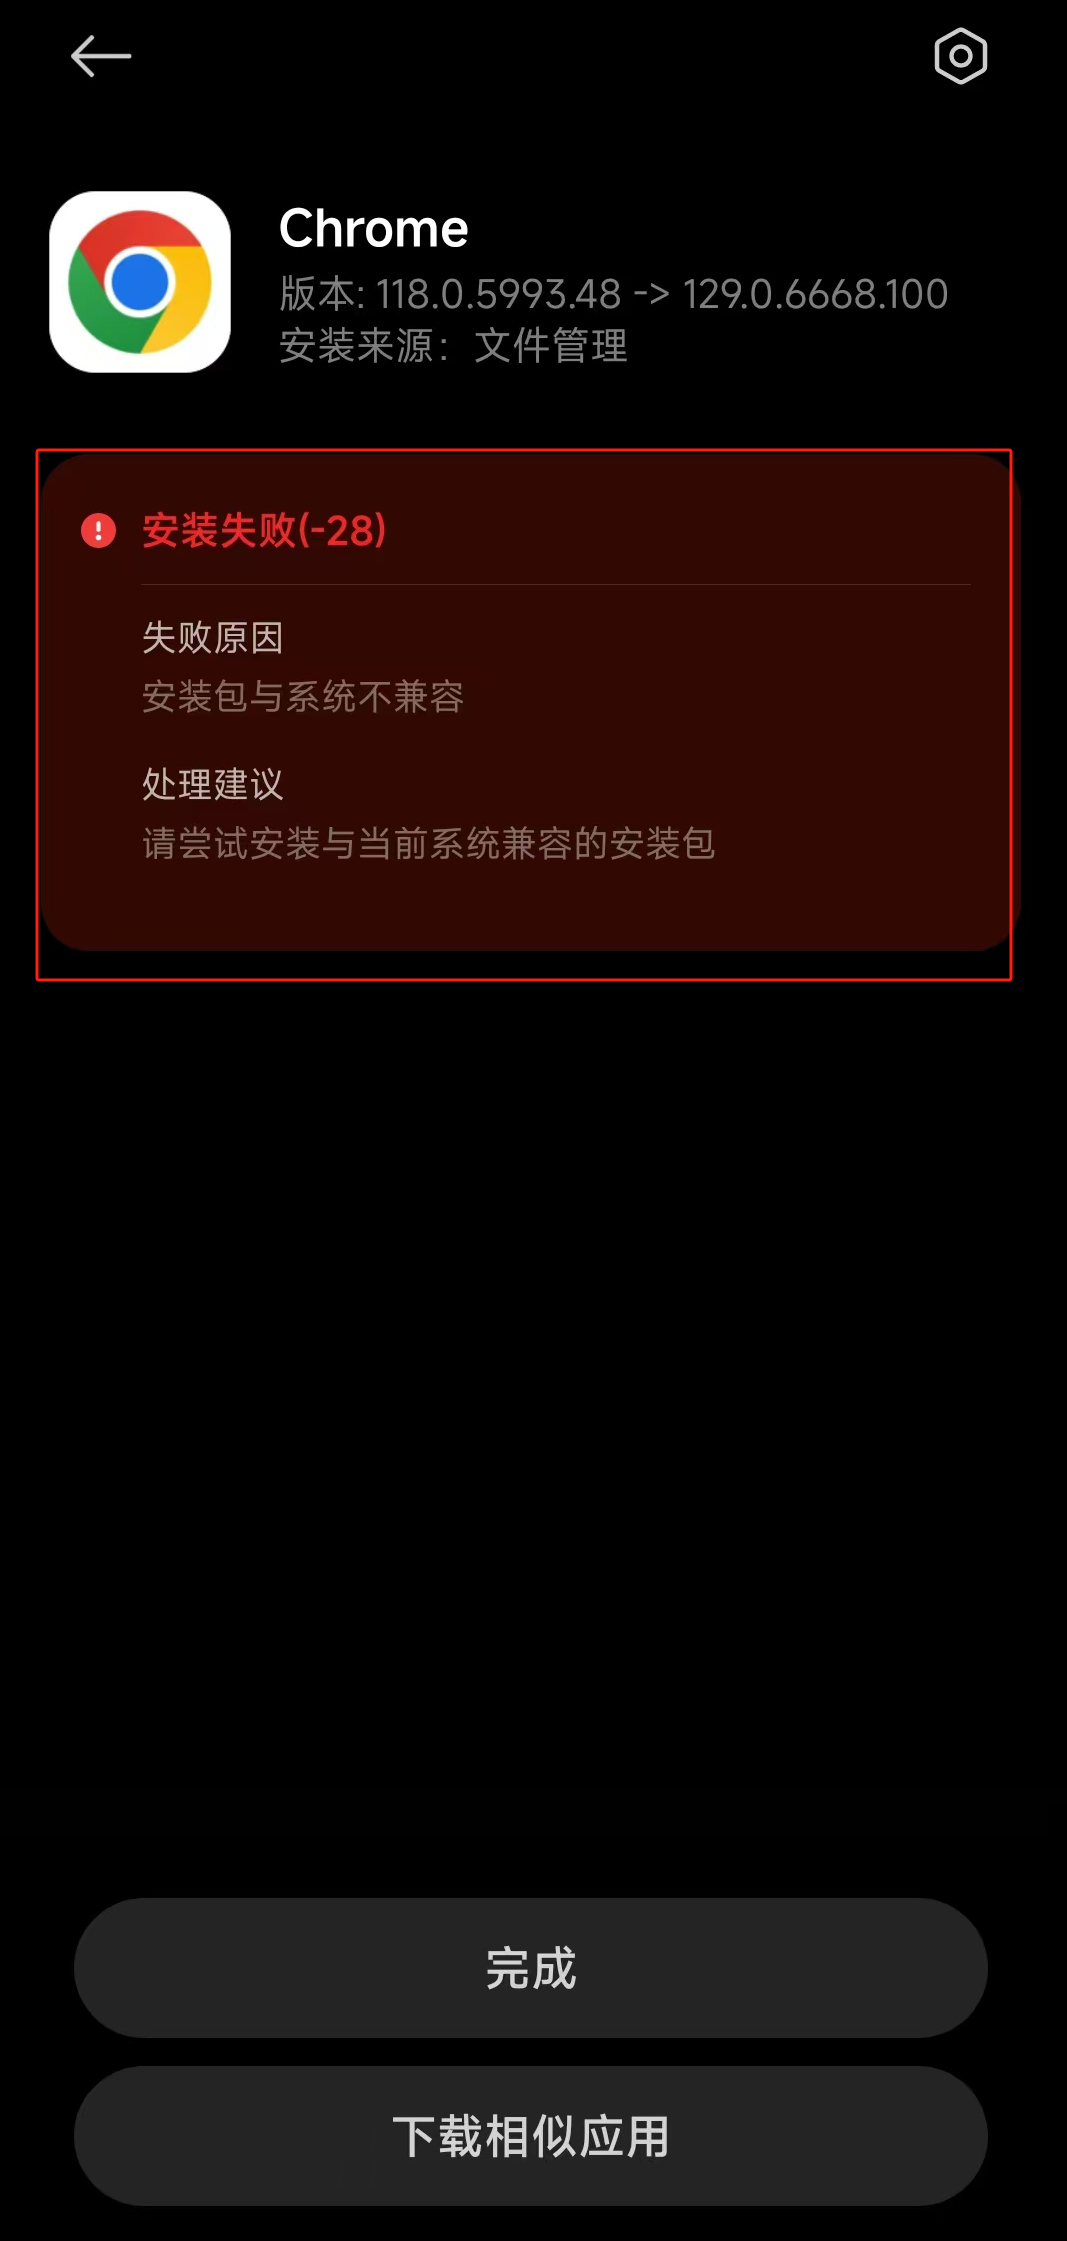 Chrome
版本: 118.0.5993.48 -> 129.0.6668.100
安装来源：文件管理
安装失败(-28)
失败原因
安装包与系统不兼容
处理建议
请尝试安装与当前系统兼容的安装包
完成
下载相似应用